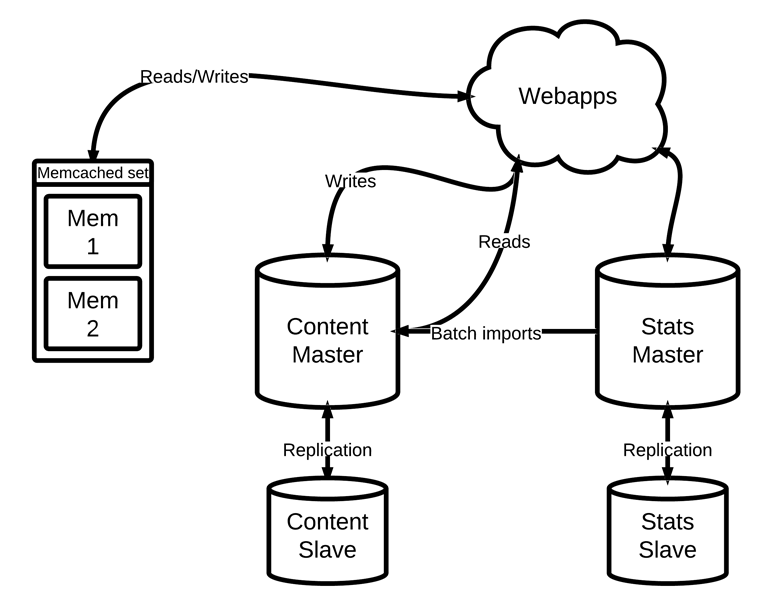 Reads/Writes
Webapps
Memcached set
Mem
1
Mem
2
Writes
Reads
Content
Master
Batch imports
Stats
Master
Replication
Replication
Content
Slave
Stats
Slave